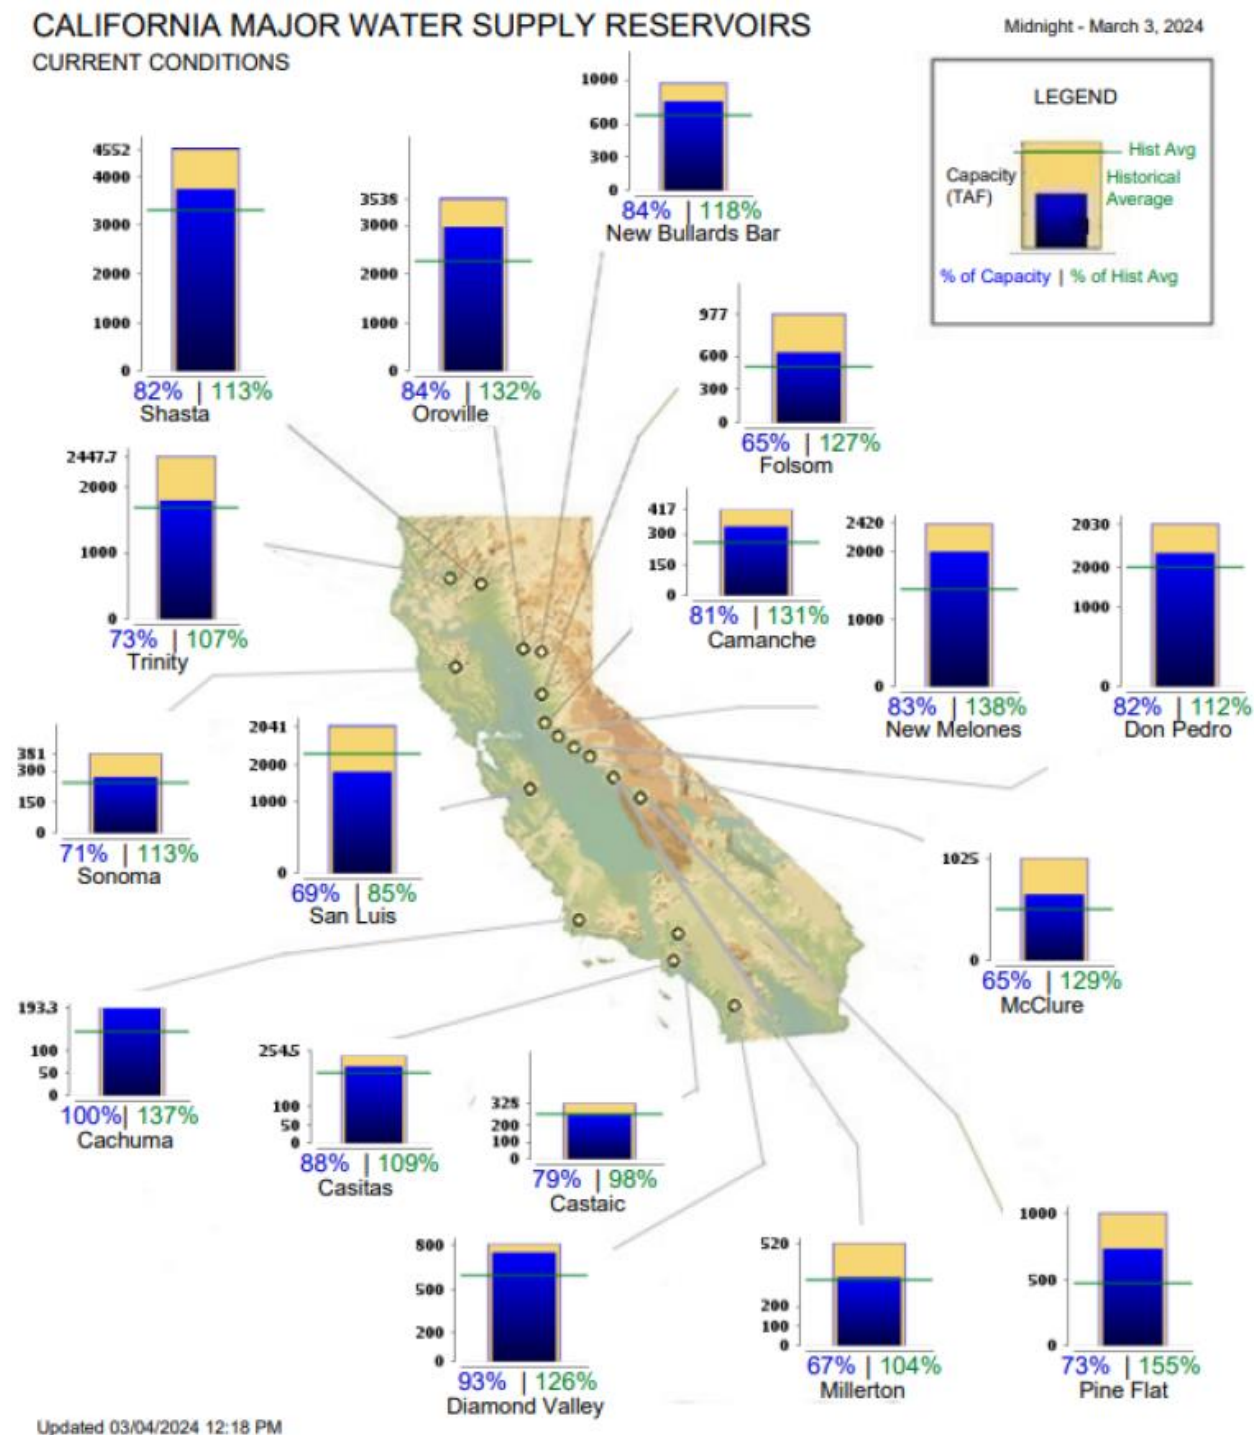 CALIFORNIA MAJOR WATER SUPPLY RESERVOIRS
CURRENT CONDITIONS
Midnight - March 3, 2024
LEGEND
Hist Avg
Capacity
(TAF)
Historical
Average
% of Capacity | % of Hist Avg
1000
600
300
0
84% | 118%
New Bullards Bar
4552
4000
3000
2000
1000
0
82% | 113%
Shasta
3538
3000
2000
1000
0
84% | 132%
Oroville
977
600
300
0
65% | 127%
Folsom
2447.7
2000
1000
0
73% | 107%
Trinity
417
300
150
0
81% | 131%
Camanche
2420
2000
1000
0
83% | 138%
New Melones
2030
2000
1000
0
82% | 112%
Don Pedro
381
300
150
0
71% | 113%
Sonoma
2041
2000
1000
0
69% | 85%
San Luis
1025
0
65% | 129%
McClure
193.3
100
50
0
100% | 137%
Cachuma
254.5
100
50
0
88% | 109%
Casitas
325
200
100
0
79% | 98%
Castaic
800
500
200
0
93% | 126%
Diamond Valley
520
200
100
0
67% | 104%
Millerton
1000
500
0
73% | 155%
Pine Flat
Updated 03/04/2024 12:18 PM